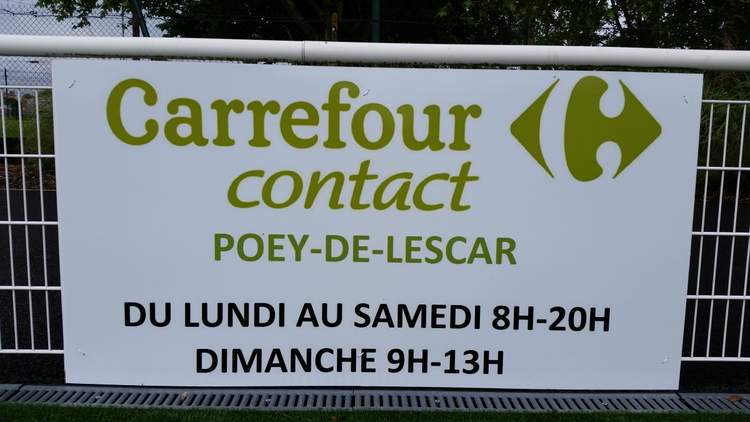 Carrefour
contact
POEY-DE-LESCAR
DU LUNDI AU SAMEDI 8H-20H
DIMANCHE 9H-13H